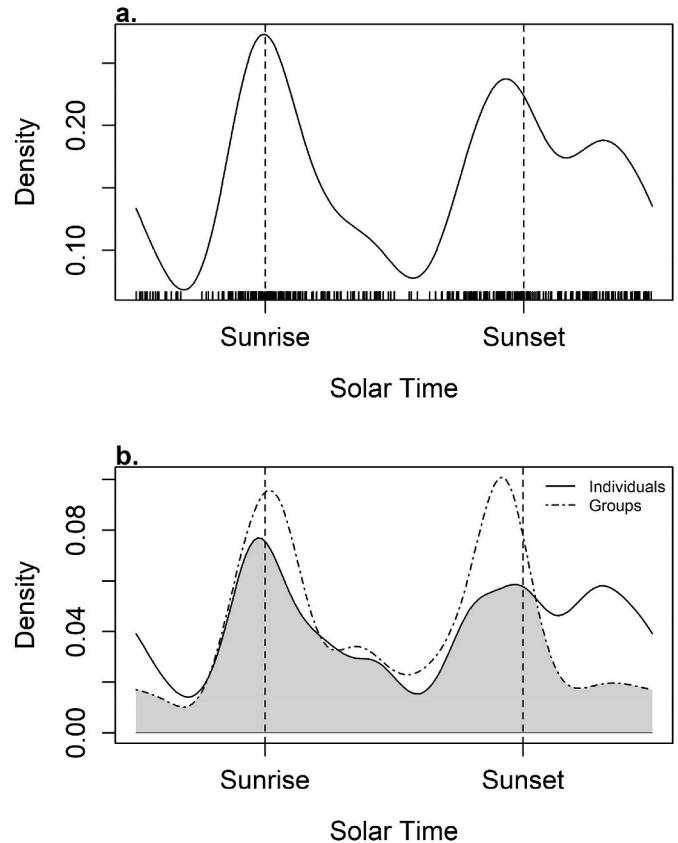 a.
Density
0.20
0.10
Sunrise Sunset
Solar Time
b.
Individuals
Groups
Density
0.08
0.04
0.00
Sunrise Sunset
Solar Time